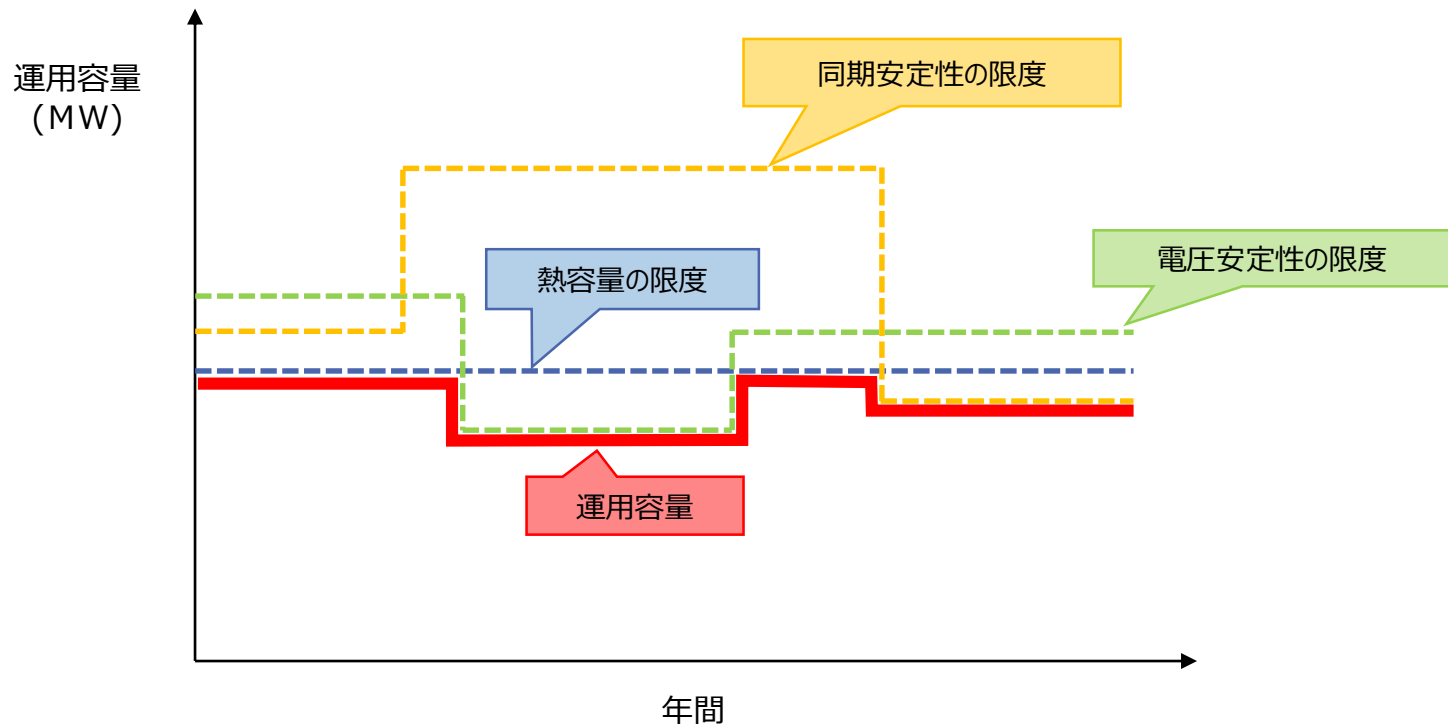 運用容量
(ＭＷ)
同期安定性の限度
電圧安定性の限度
熱容量の限度
運用容量
年間